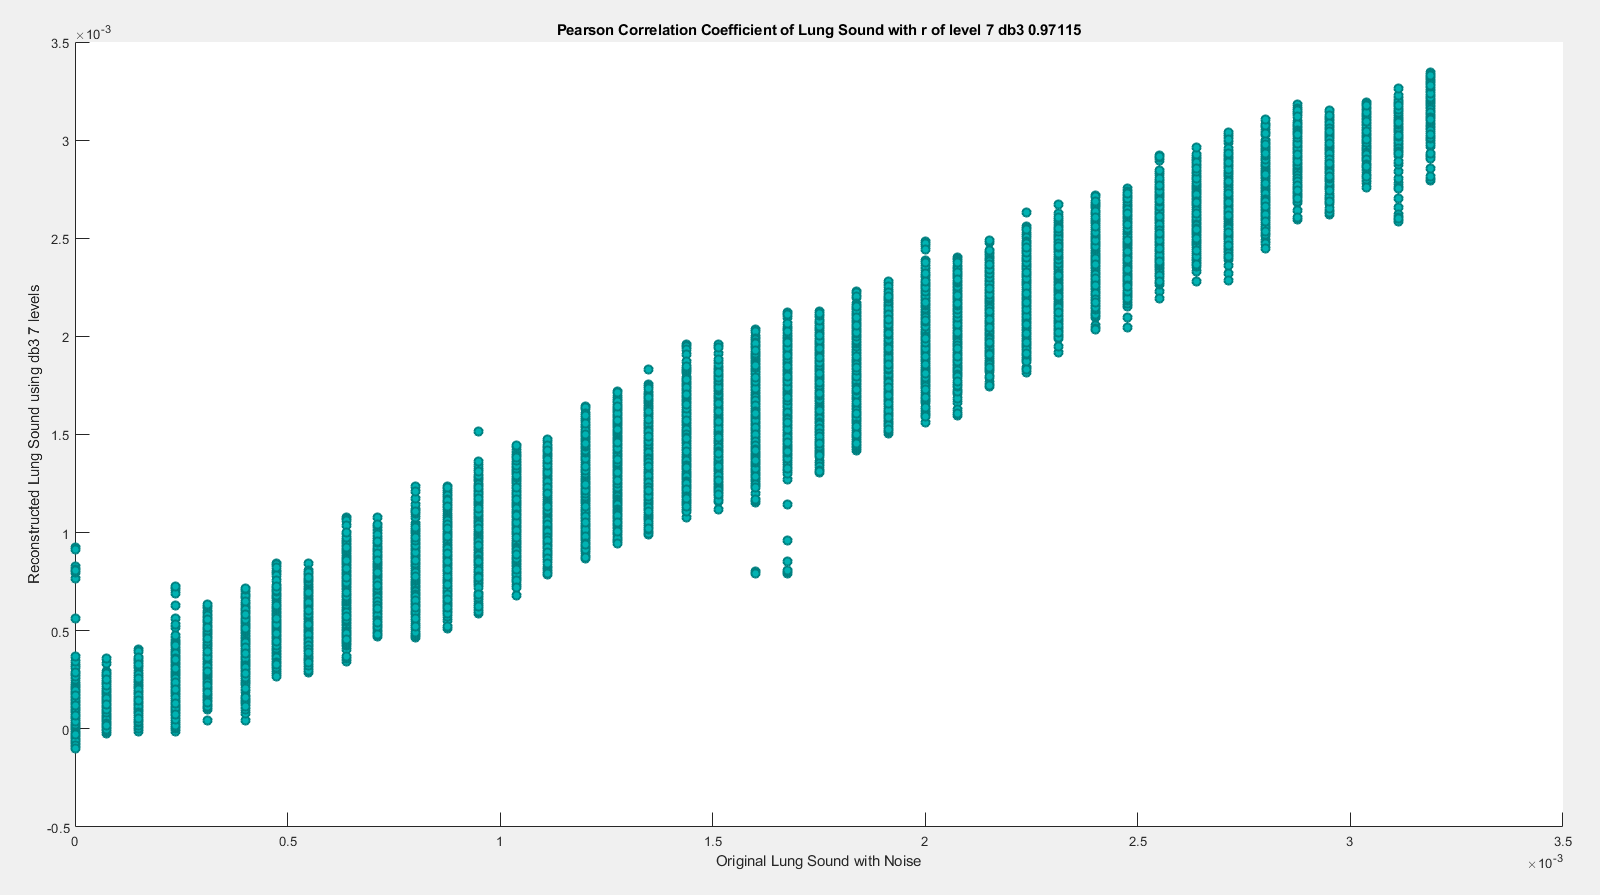 Pearson Correlation Coefficient of Lung Sound with r of level 7 db3 0.97115
×10⁻³
3.5
3
2.5
2
1.5
1
0.5
0
-0.5
Reconstructed Lung Sound using db3 7 levels
0 0.5 1 1.5 2 2.5 3 3.5
Original Lung Sound with Noise
×10⁻³